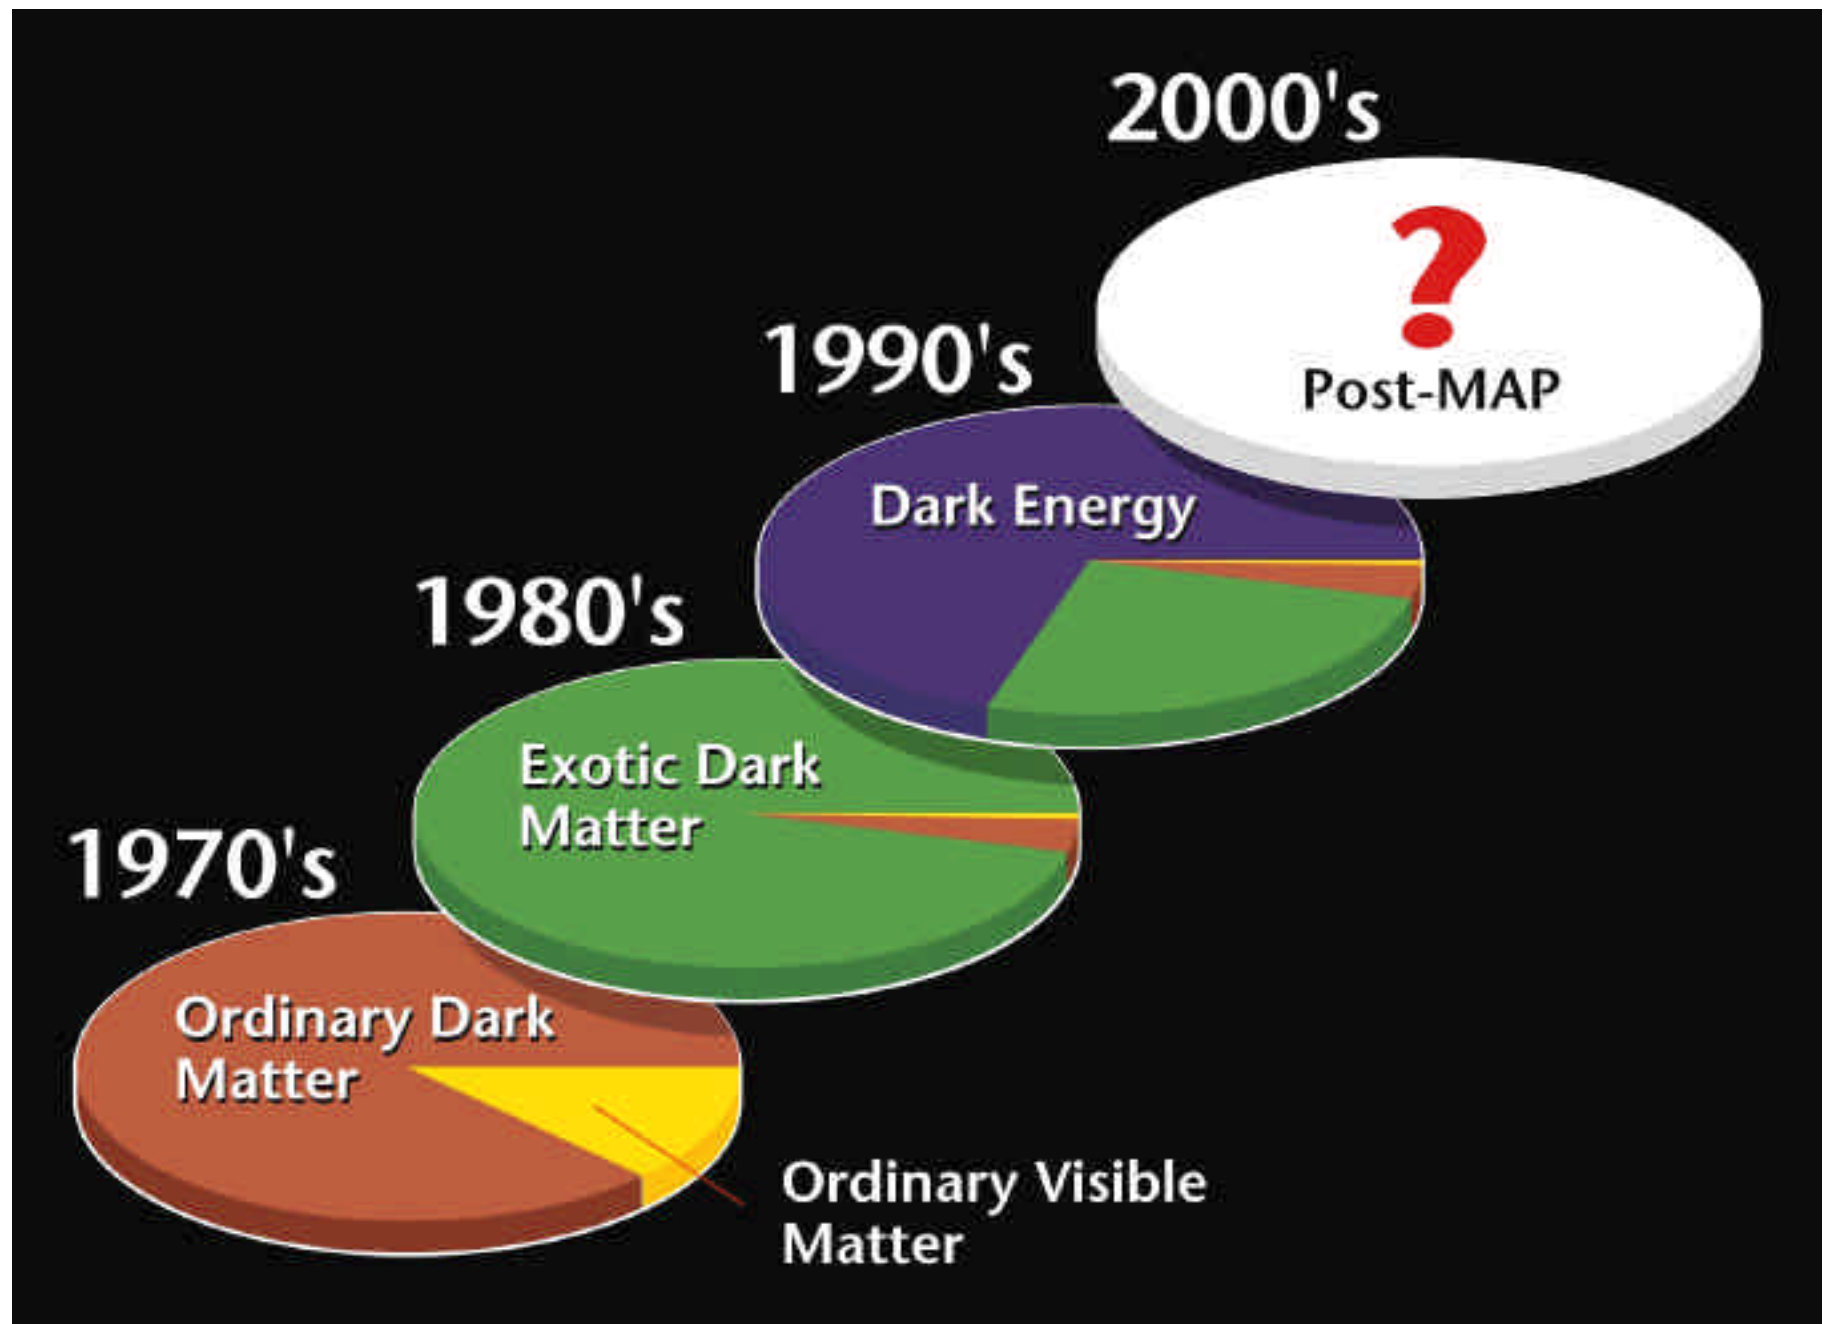 2000's
?
Post-MAP
1990's
Dark Energy
1980's
Exotic Dark
Matter
1970's
Ordinary Dark
Matter
Ordinary Visible
Matter